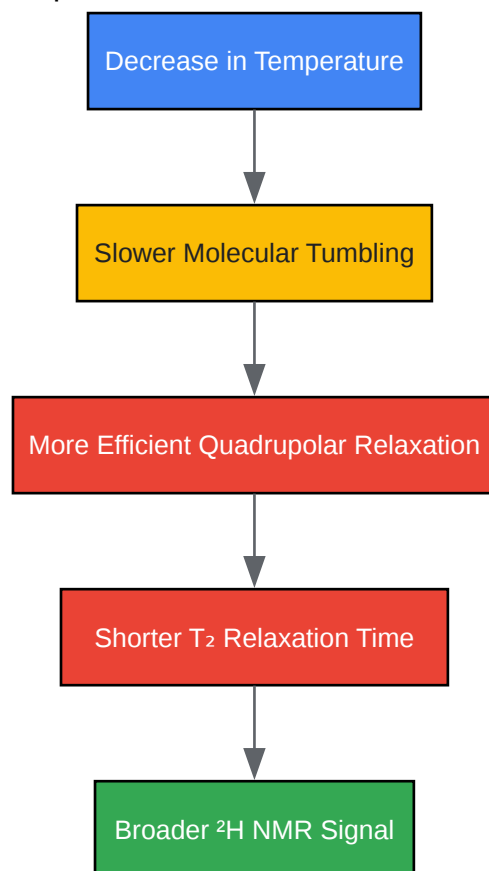 Decrease in Temperature
Slower Molecular Tumbling
More Efficient Quadrupolar Relaxation
Shorter T₂ Relaxation Time
Broader ²H NMR Signal